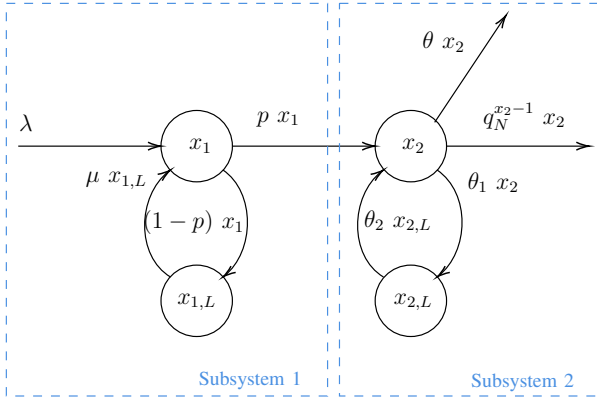 θ x₂
λ
p x₁
q_N^{x₂−1} x₂
x₁
x₂
μ x₁,L
θ₁ x₂
(1 − p) x₁
θ₂ x₂,L
x₁,L
x₂,L
Subsystem 1
Subsystem 2